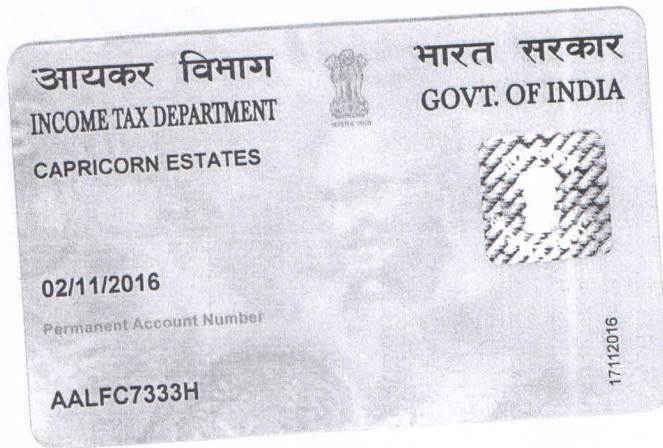 आयकर विभाग
INCOME TAX DEPARTMENT
भारत सरकार
GOVT. OF INDIA
CAPRICORN ESTATES
02/11/2016
Permanent Account Number
AALFC7333H
17112016